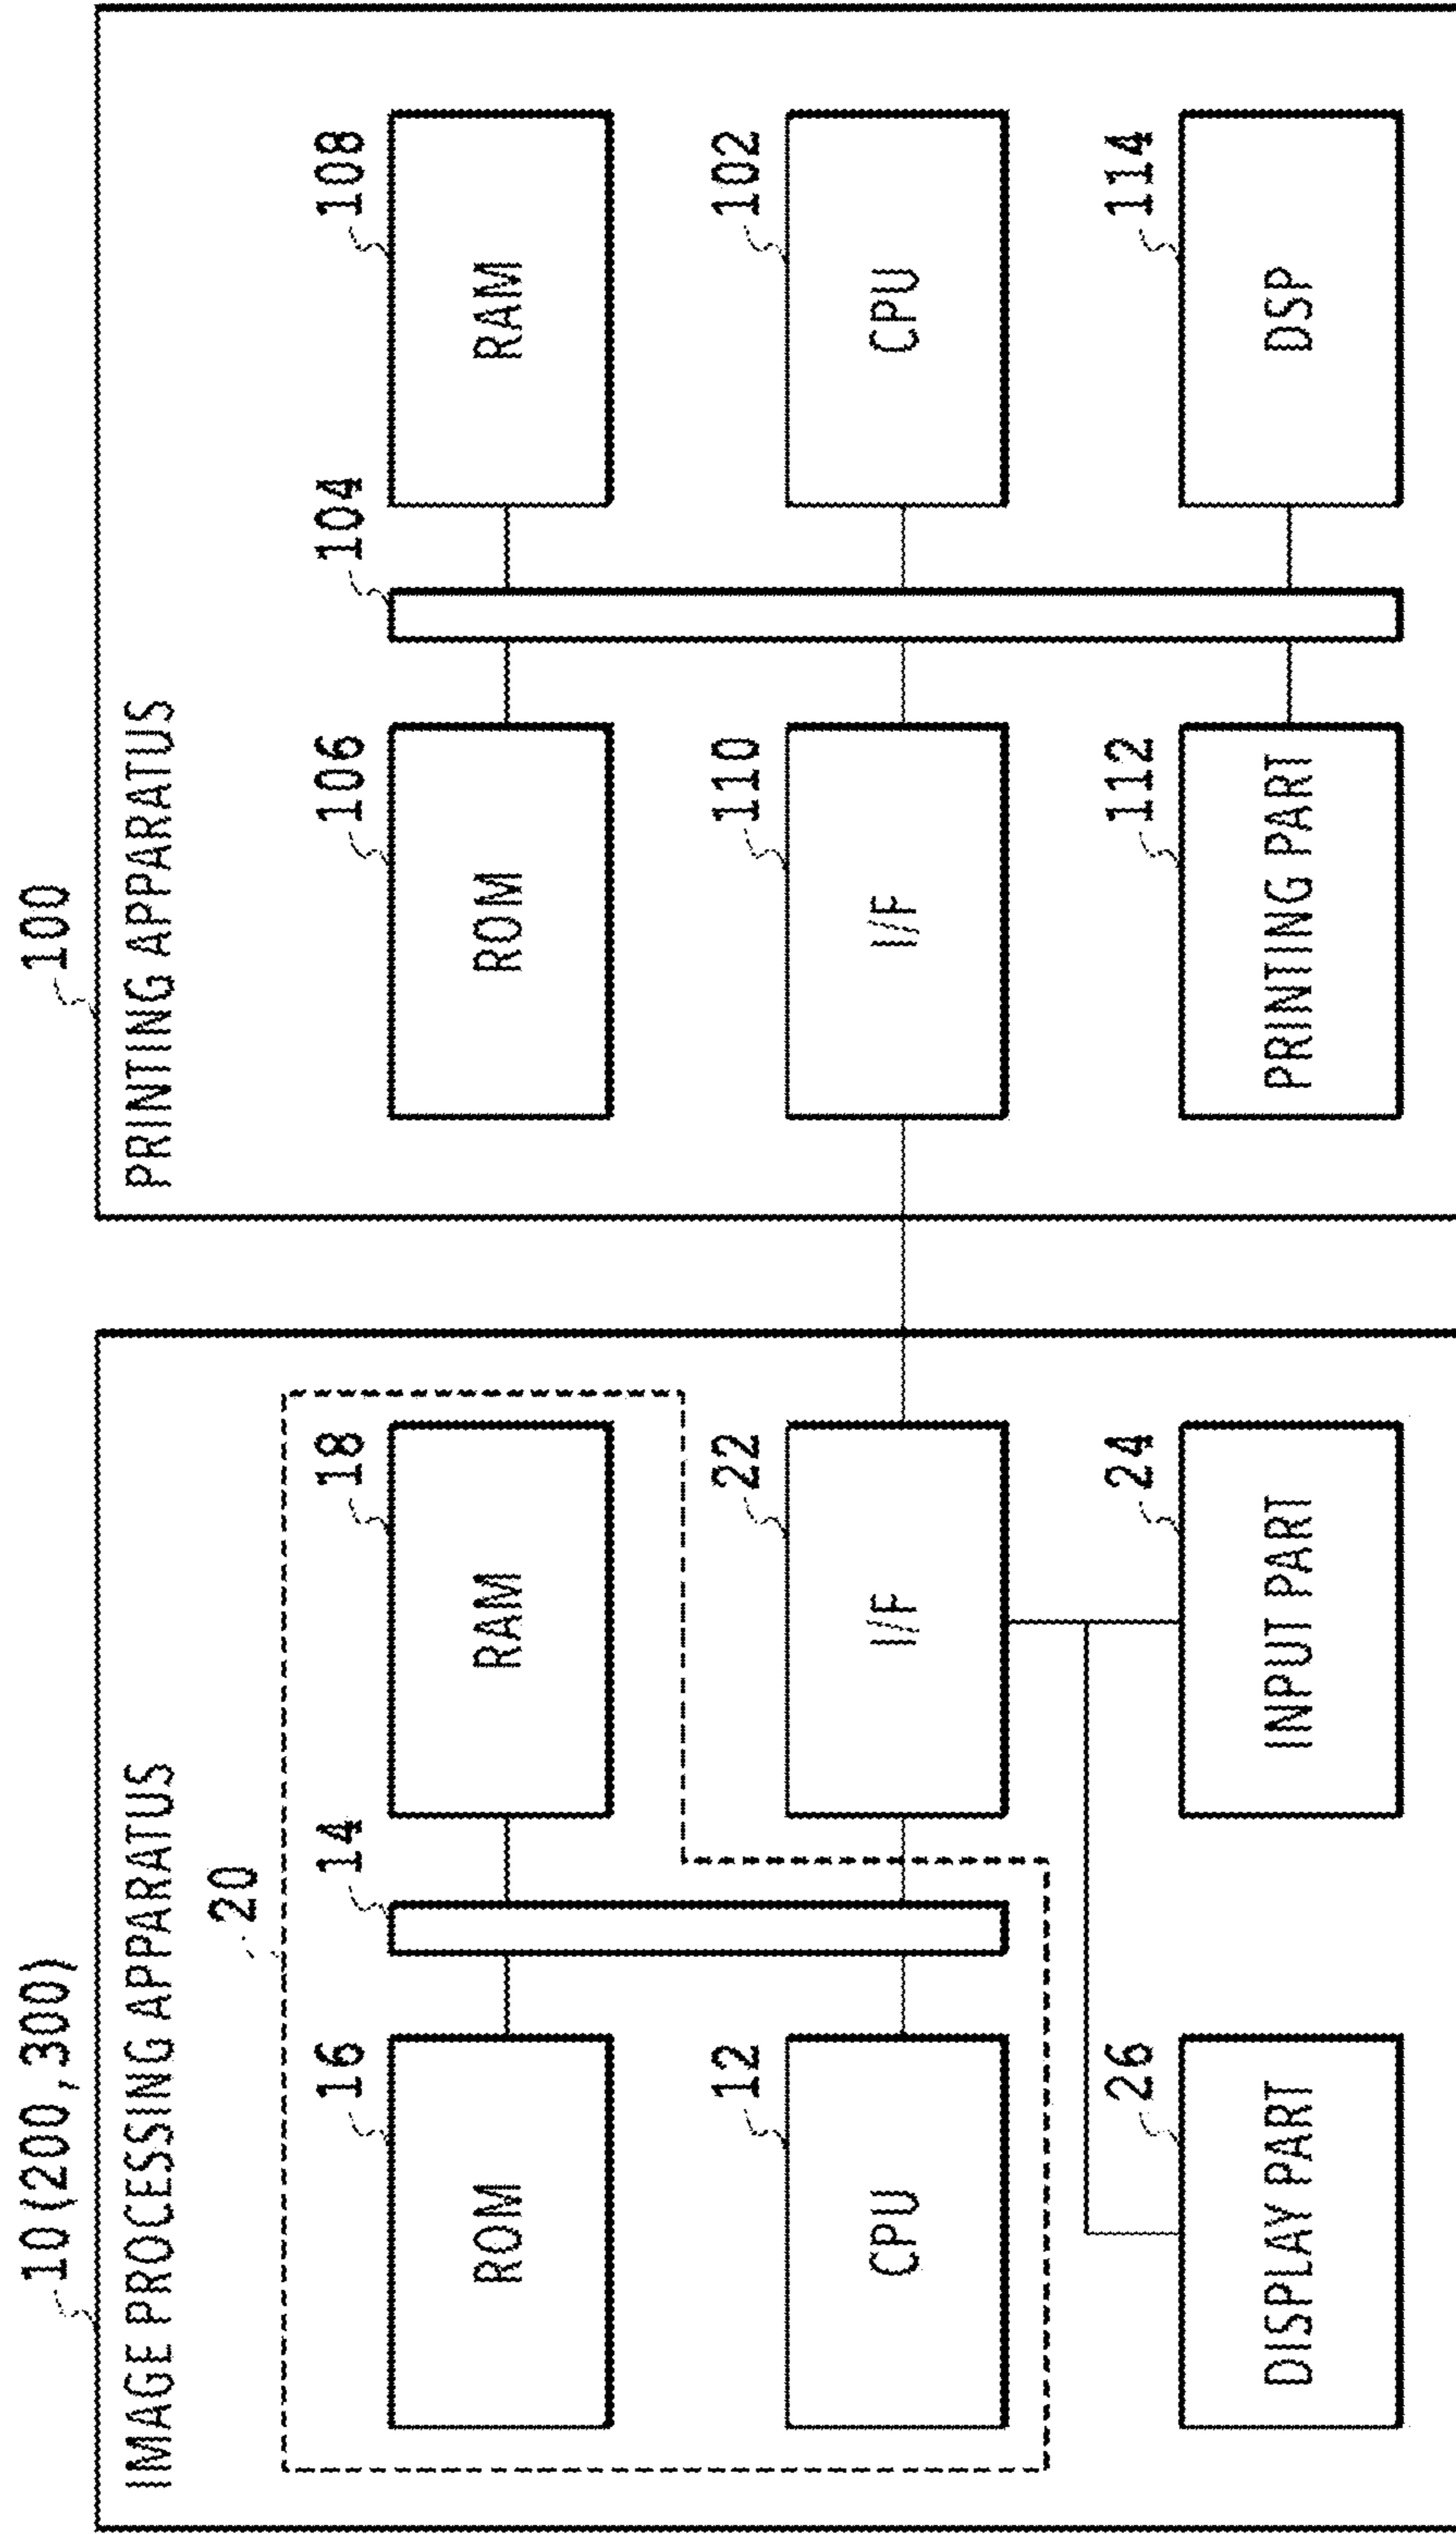 10(200,300)
IMAGE PROCESSING APPARATUS
20
16
ROM
14
18
RAM
12
CPU
22
I/F
26
DISPLAY PART
24
INPUT PART
100
PRINTING APPARATUS
106
ROM
104
108
RAM
110
I/F
102
CPU
112
PRINTING PART
114
DSP